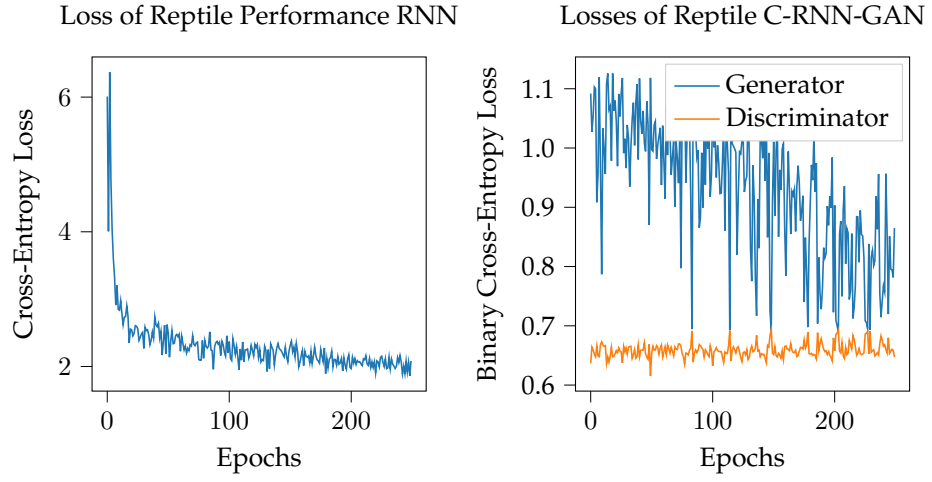 Loss of Reptile Performance RNN
6
4
2
0
100
200
Cross-Entropy Loss
Epochs
Losses of Reptile C-RNN-GAN
Generator
Discriminator
1.1
1.0
0.9
0.8
0.7
0.6
0
100
200
Binary Cross-Entropy Loss
Epochs